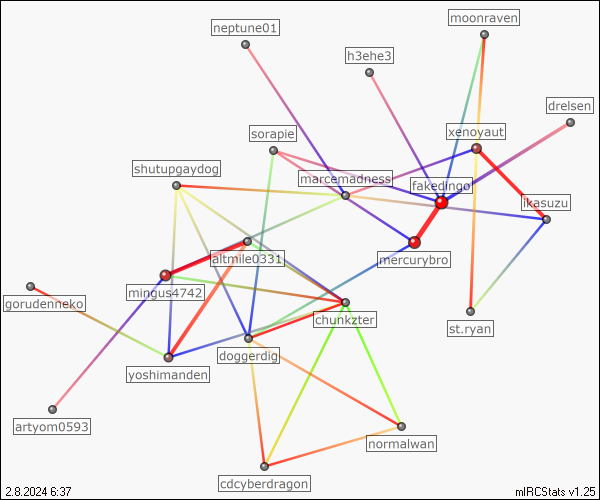 moonraven
neptune01
h3ehe3
drelsen
sorapie
xenoyaut
shutupgaydog
marcemadness
fakedingo
ikasuzu
altmile0331
mercurybro
mingus4742
gorudenneko
chunkzter
st.ryan
doggerdig
yoshimanden
artyom0593
normalwan
cdcyberdragon
2.8.2024 6:37
mIRCStats v1.25